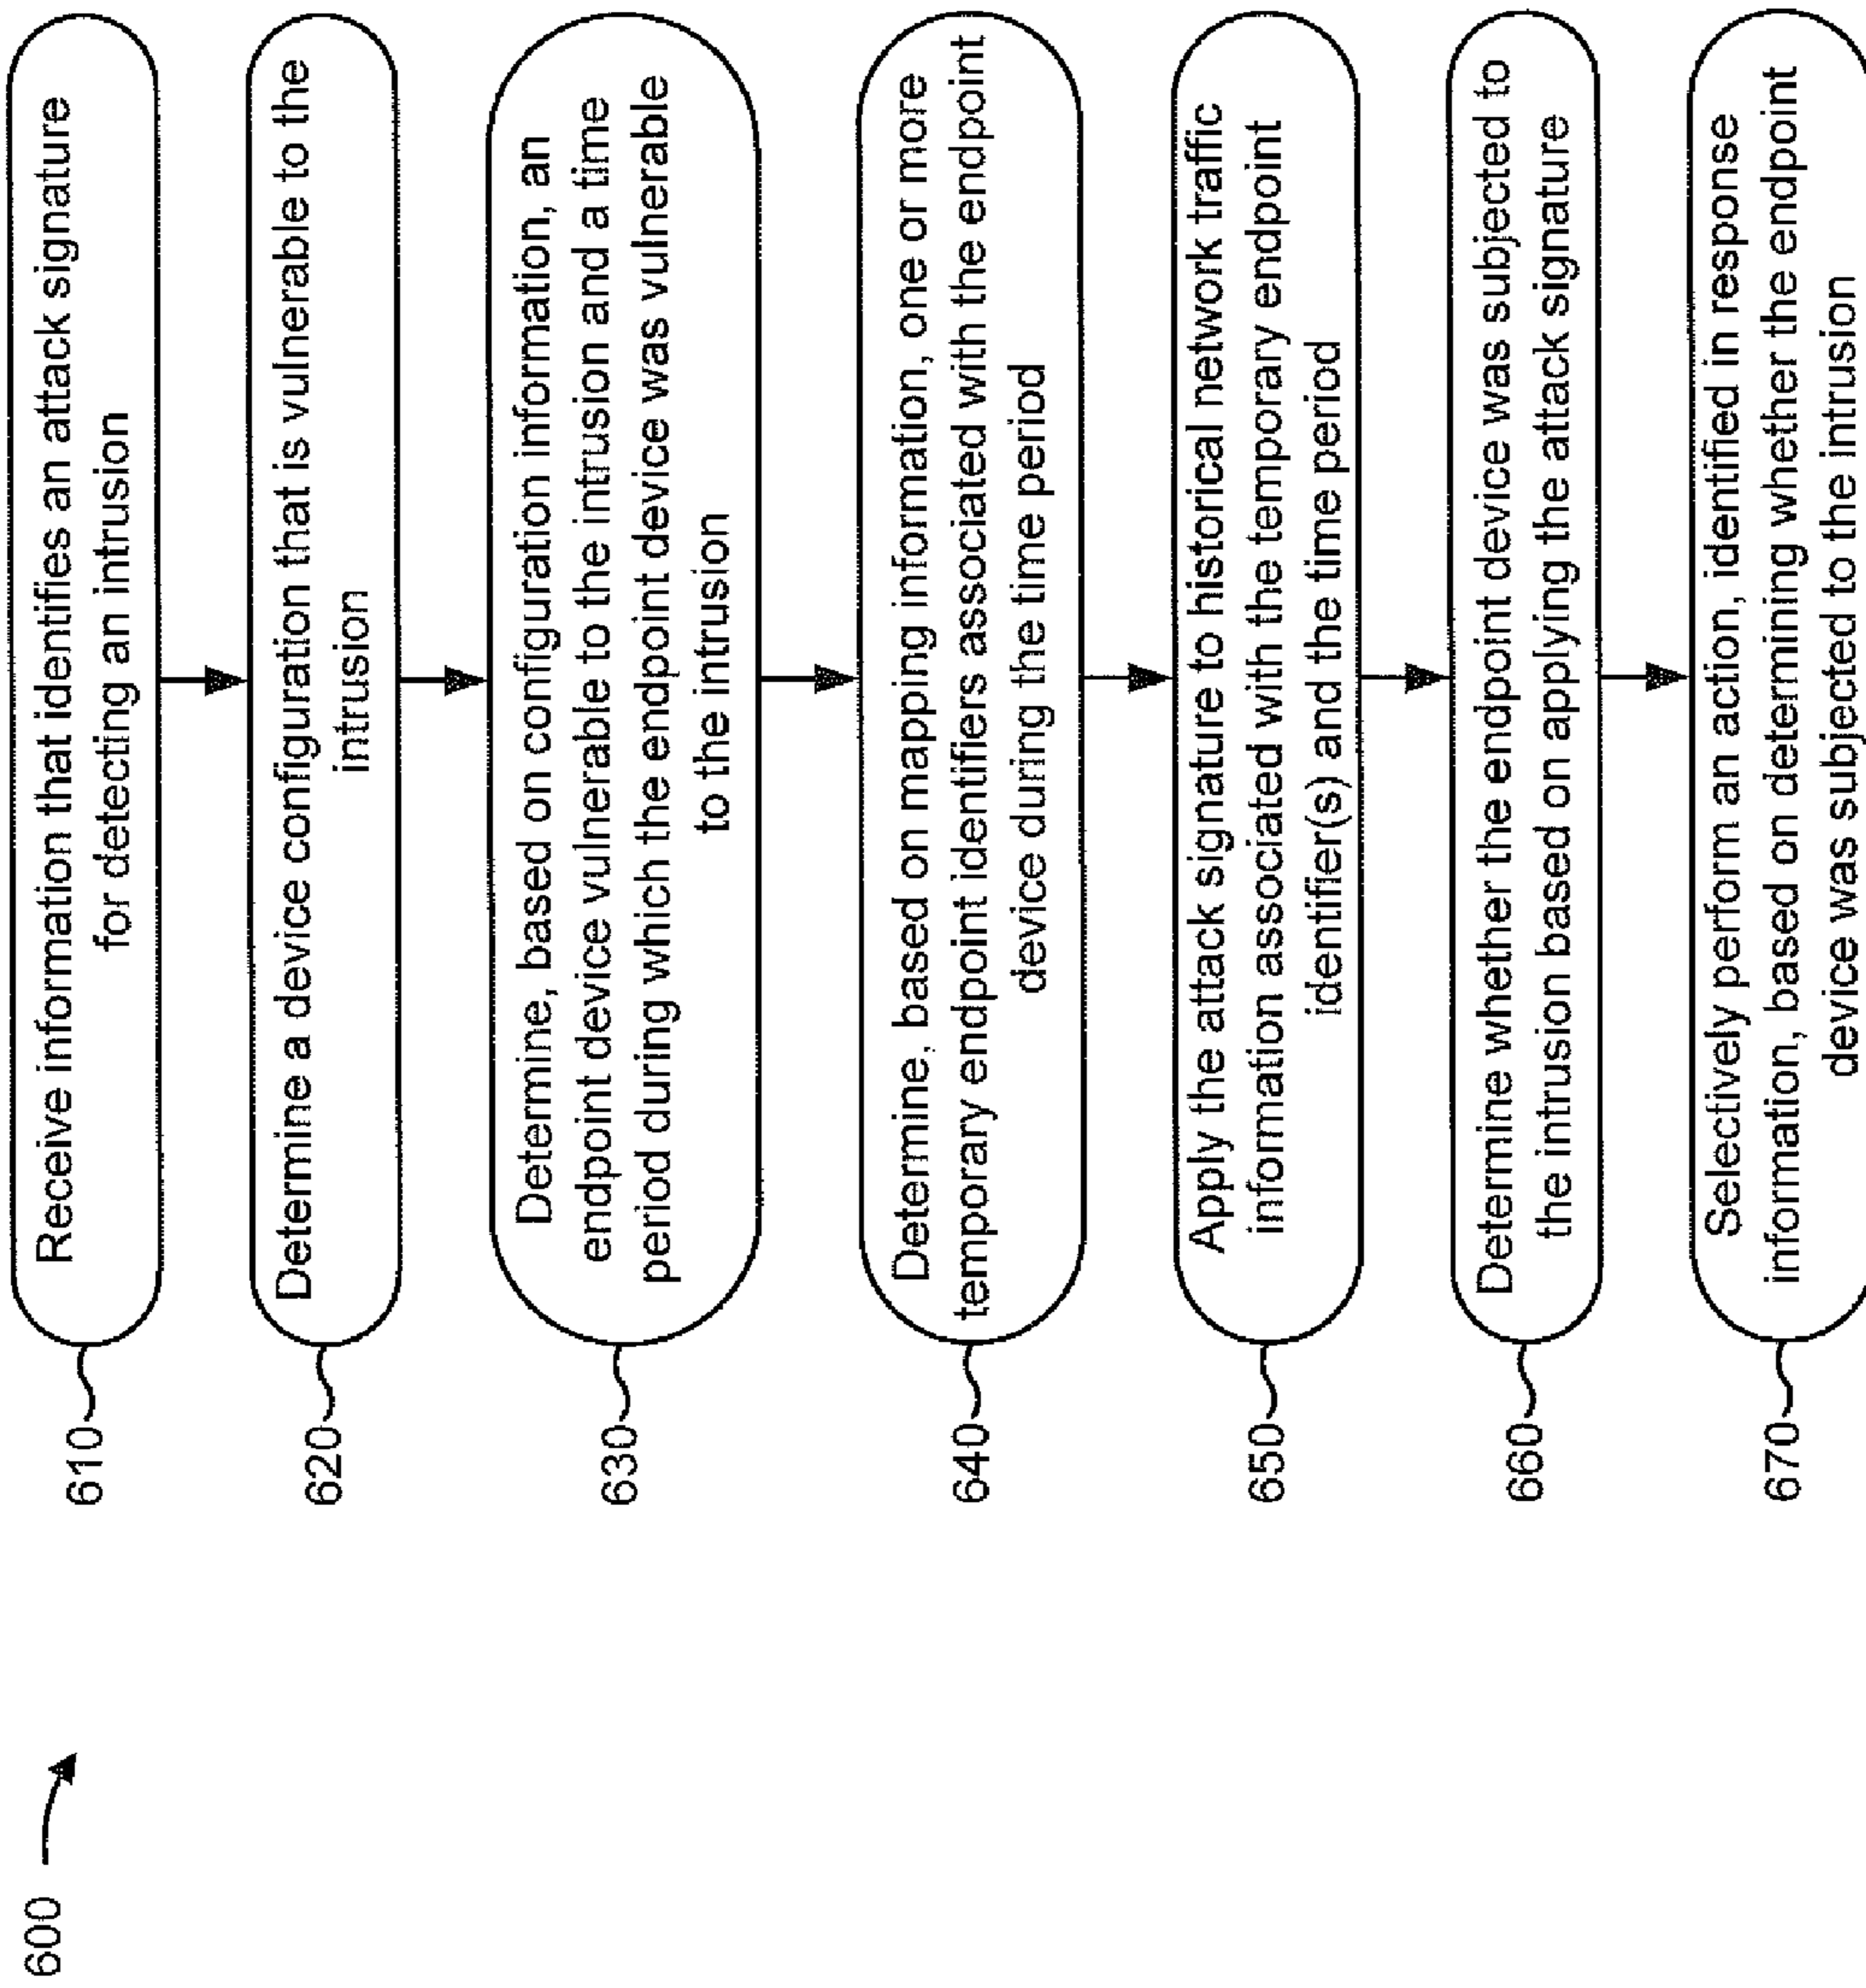 600
610
Receive information that identifies an attack signature
for detecting an intrusion
620
Determine a device configuration that is vulnerable to the
intrusion
630
Determine, based on configuration information, an
endpoint device vulnerable to the intrusion and a time
period during which the endpoint device was vulnerable
to the intrusion
640
Determine, based on mapping information, one or more
temporary endpoint identifiers associated with the endpoint
device during the time period
650
Apply the attack signature to historical network traffic
information associated with the temporary endpoint
identifier(s) and the time period
660
Determine whether the endpoint device was subjected to
the intrusion based on applying the attack signature
670
Selectively perform an action, identified in response
information, based on determining whether the endpoint
device was subjected to the intrusion